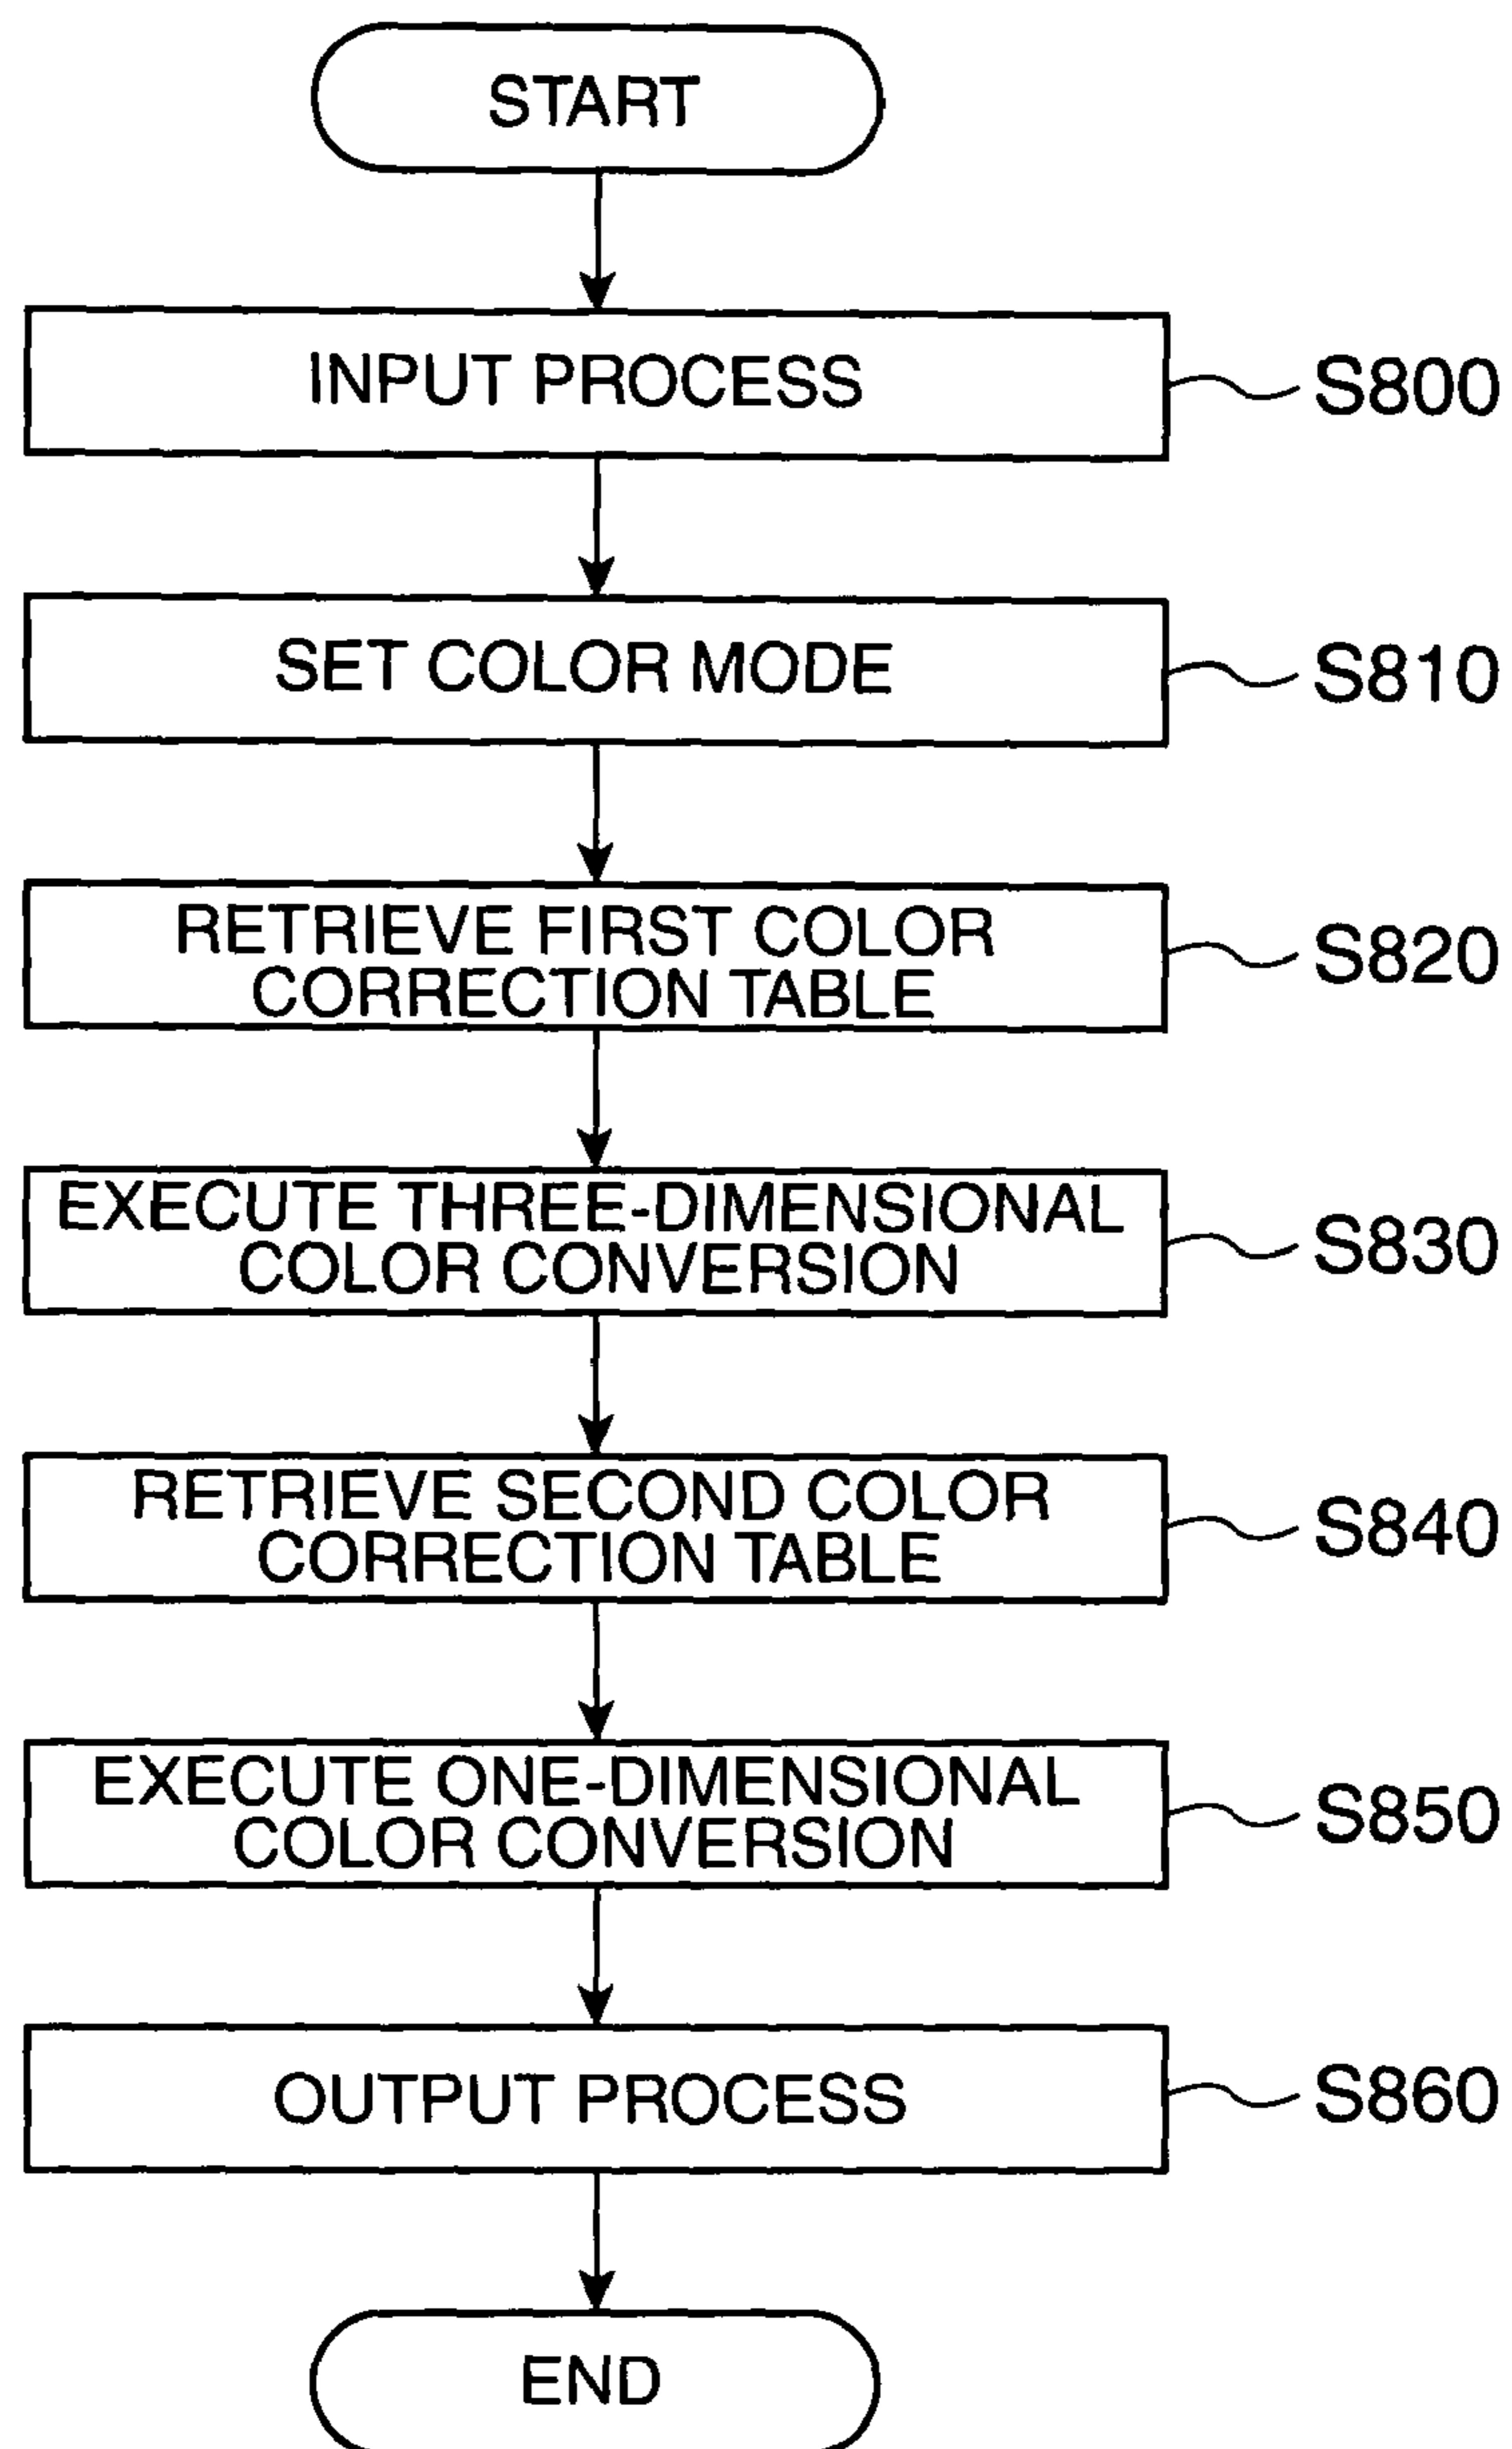 START
INPUT PROCESS
S800
SET COLOR MODE
S810
RETRIEVE FIRST COLOR
CORRECTION TABLE
S820
EXECUTE THREE-DIMENSIONAL
COLOR CONVERSION
S830
RETRIEVE SECOND COLOR
CORRECTION TABLE
S840
EXECUTE ONE-DIMENSIONAL
COLOR CONVERSION
S850
OUTPUT PROCESS
S860
END